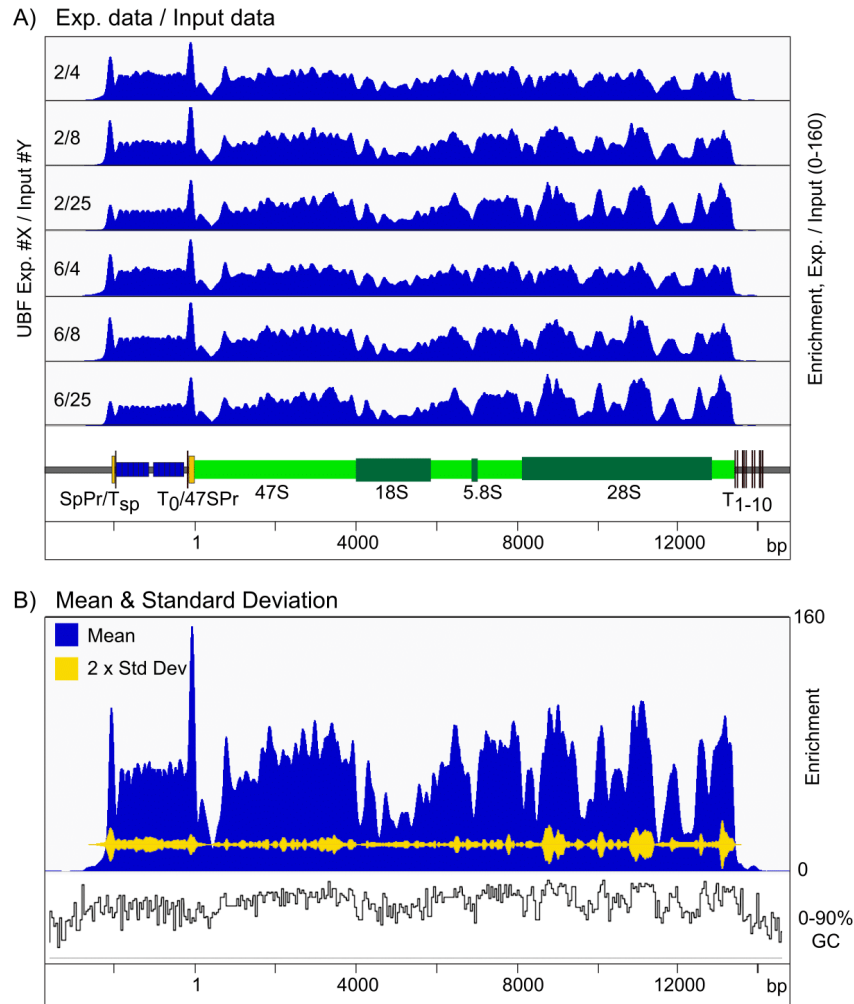 A) Exp. data / Input data
UBF Exp. #X / Input #Y
2/4
2/8
2/25
6/4
6/8
6/25
Enrichment, Exp. / Input (0-160)
SpPr/Tsp
T0/47SPr
47S
18S
5.8S
28S
T1-10
1 4000 8000 12000 bp
B) Mean & Standard Deviation
Mean
2 x Std Dev
160
Enrichment
0
0-90%
GC
1 4000 8000 12000 bp